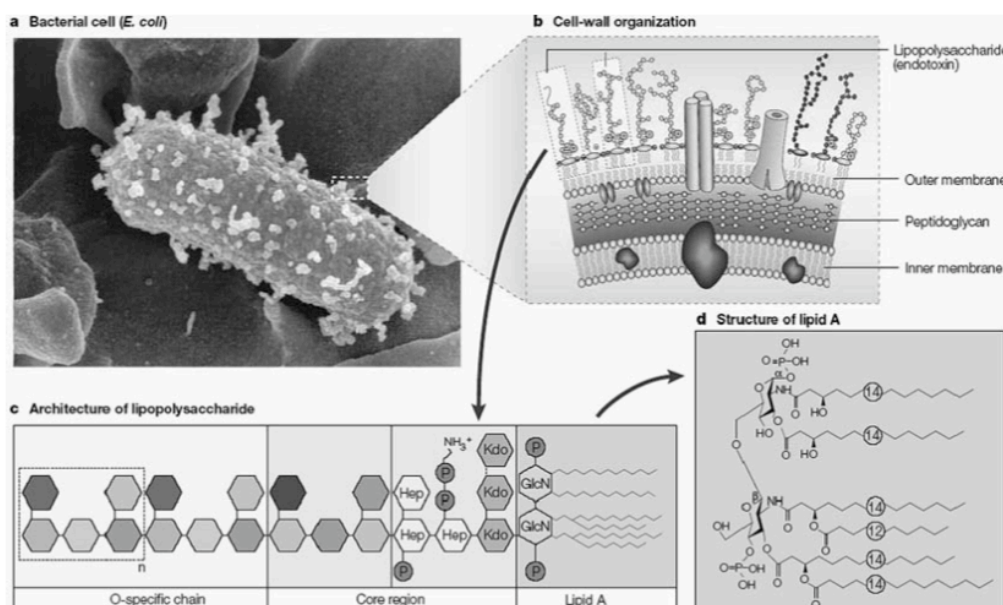 a Bacterial cell (E. coli)
b Cell-wall organization
Lipopolysaccharide
(endotoxin)
Outer membrane
Peptidoglycan
Inner membrane
c Architecture of lipopolysaccharide
NH3+
P
P
Hep
Hep
Hep
P
Kdo
Kdo
Kdo
P
GlcN
GlcN
P
n
O-specific chain
Core region
Lipid A
d Structure of lipid A
OH
O=P
OH
O
α
NH
O
HO
14
O
HO
O
HO
14
O
β
NH
O
O
O
14
12
HO
O
O
O
14
O=P
OH
OH
O
O
14